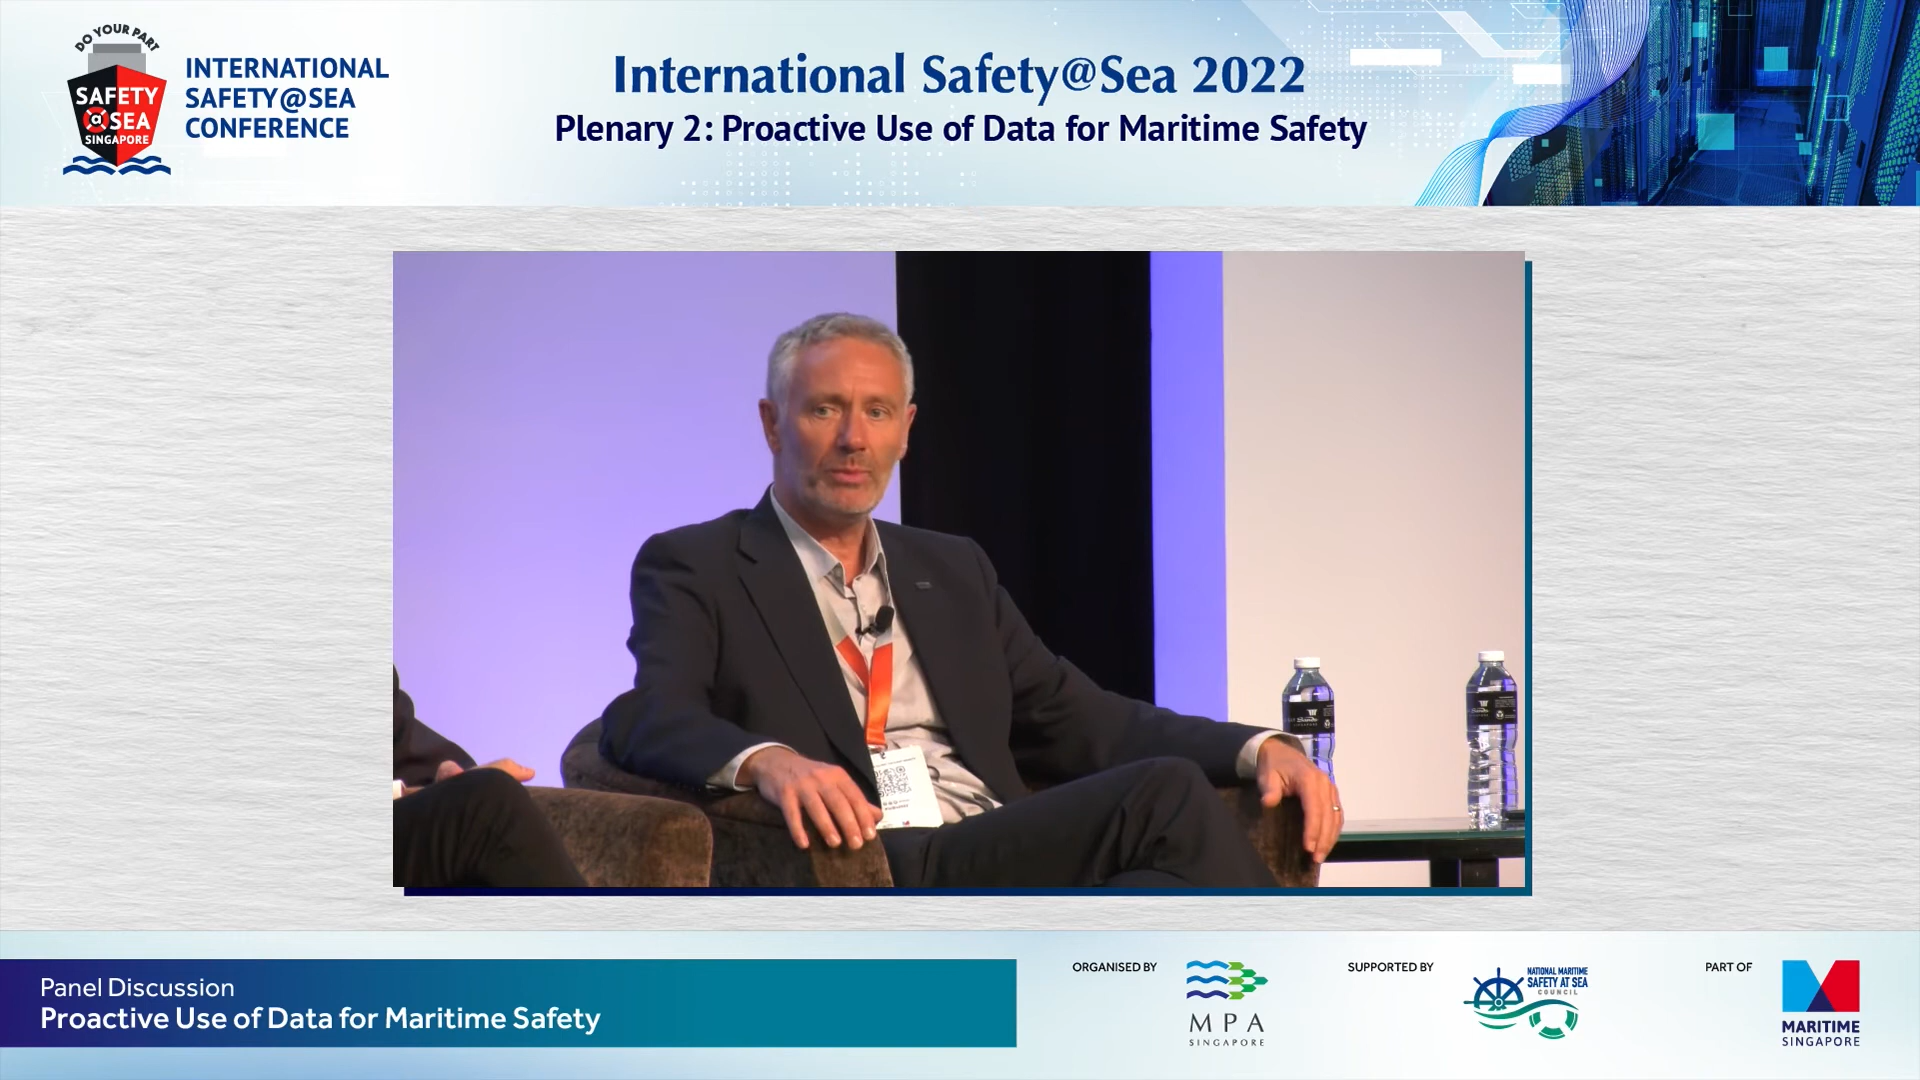 DO YOUR PART
SAFETY
@SEA
SINGAPORE
INTERNATIONAL
SAFETY@SEA
CONFERENCE
International Safety@Sea 2022
Plenary 2: Proactive Use of Data for Maritime Safety
Sands
Panel Discussion
Proactive Use of Data for Maritime Safety
ORGANISED BY
MPA
SINGAPORE
SUPPORTED BY
NATIONAL MARITIME
SAFETY AT SEA
COUNCIL
PART OF
MARITIME
SINGAPORE